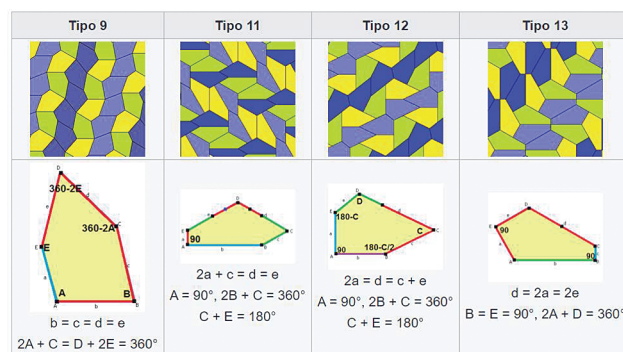 Tipo 9
Tipo 11
Tipo 12
Tipo 13
D
360-2E
d
e
360-2A
C
E
c
a
A
B
A
b
B
b = c = d = e
2A + C = D + 2E = 360°
D
e
d
E
C
a
90
c
A
b
B
2a + c = d = e
A = 90°, 2B + C = 360°
C + E = 180°
D
D
e
d
E
180-C
C
C
a
90
180-C/2
c
A
b
B
2a = d = c + e
A = 90°, 2B + C = 360°
C + E = 180°
D
e
d
E
90
a
C
90
c
A
b
B
d = 2a = 2e
B = E = 90°, 2A + D = 360°